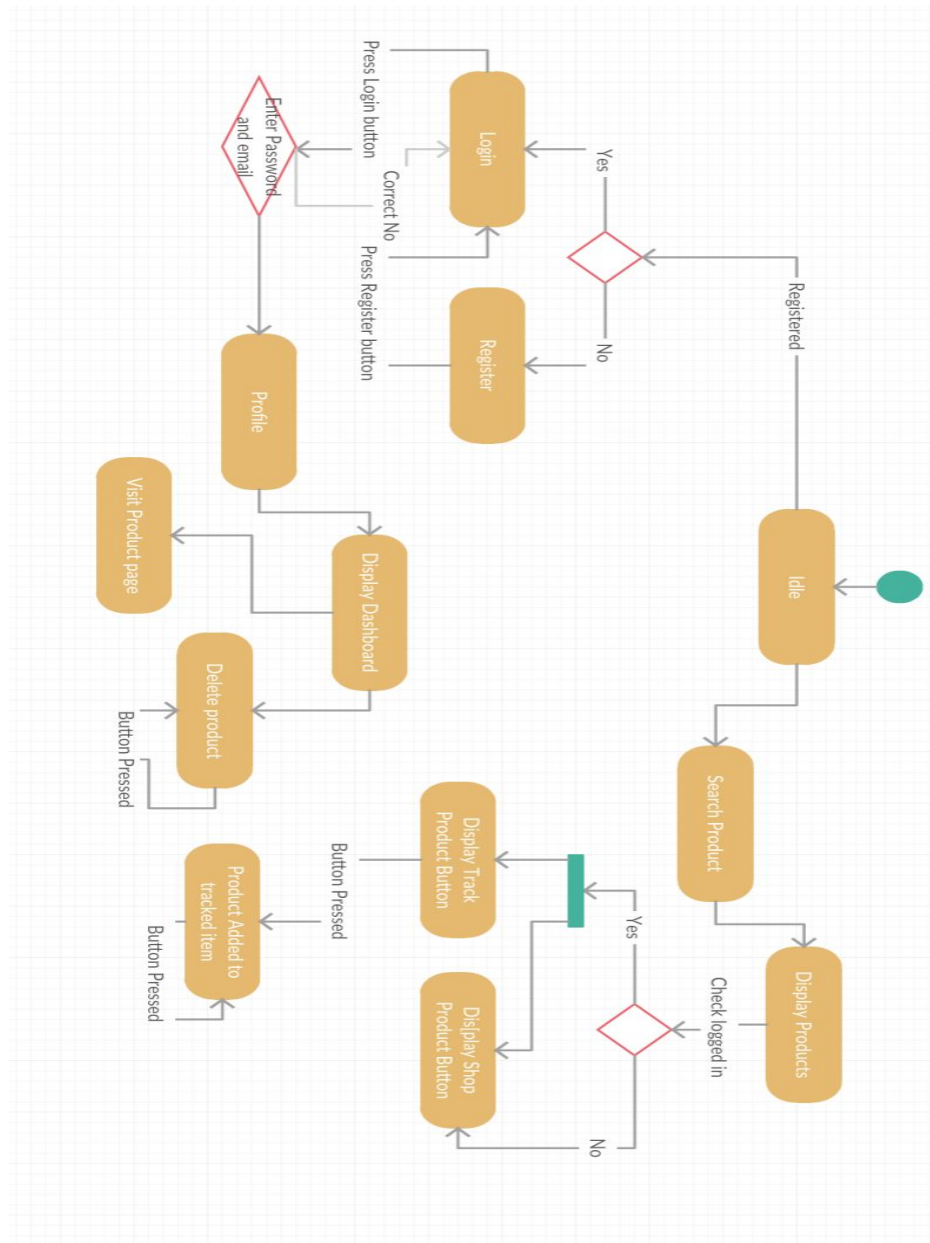 Idle
Registered
Search Product
Display Products
Check logged in
Yes
No
Login
Register
Press Login button
Correct No
Press Register button
Enter Password
and email
Profile
Display Dashboard
Visit Product page
Delete product
Button Pressed
Yes
No
Display Track
Product Button
Dis[play Shop
Product Button
Button Pressed
Product Added to
tracked item
Button Pressed